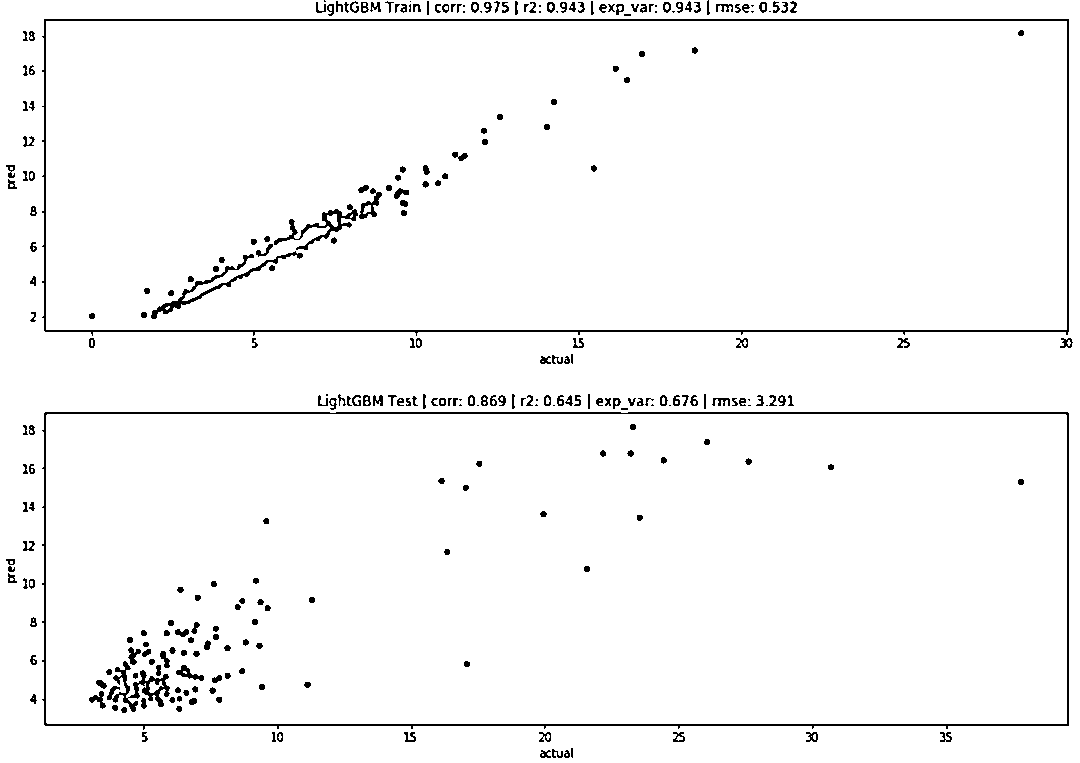 LightGBM Train | corr: 0.975 | r2: 0.943 | exp_var: 0.943 | rmse: 0.532
18
16
14
12
10
8
6
4
2
pred
0 5 10 15 20 25 30
actual
LightGBM Test | corr: 0.869 | r2: 0.645 | exp_var: 0.676 | rmse: 3.291
18
16
14
12
10
8
6
4
pred
5 10 15 20 25 30 35
actual